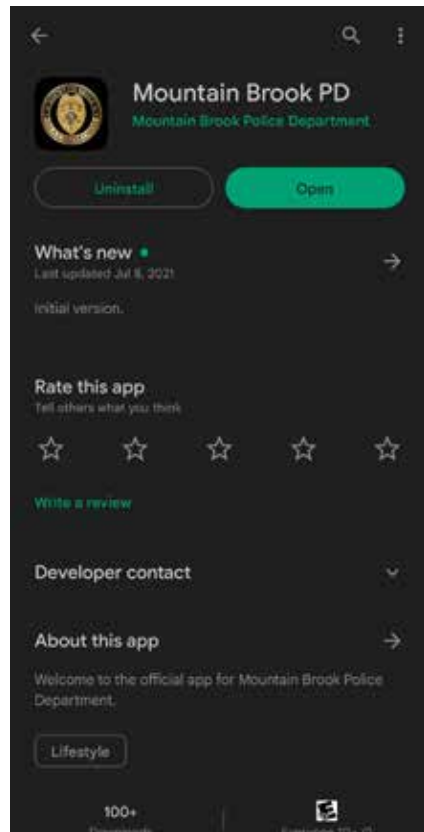 Mountain Brook PD
Mountain Brook Police Department
Uninstall
Open
What's new
Last updated Jul 8, 2021
Initial version.
Rate this app
Tell others what you think
Write a review
Developer contact
About this app
Welcome to the official app for Mountain Brook Police
Department.
Lifestyle
100+
E
Downloads